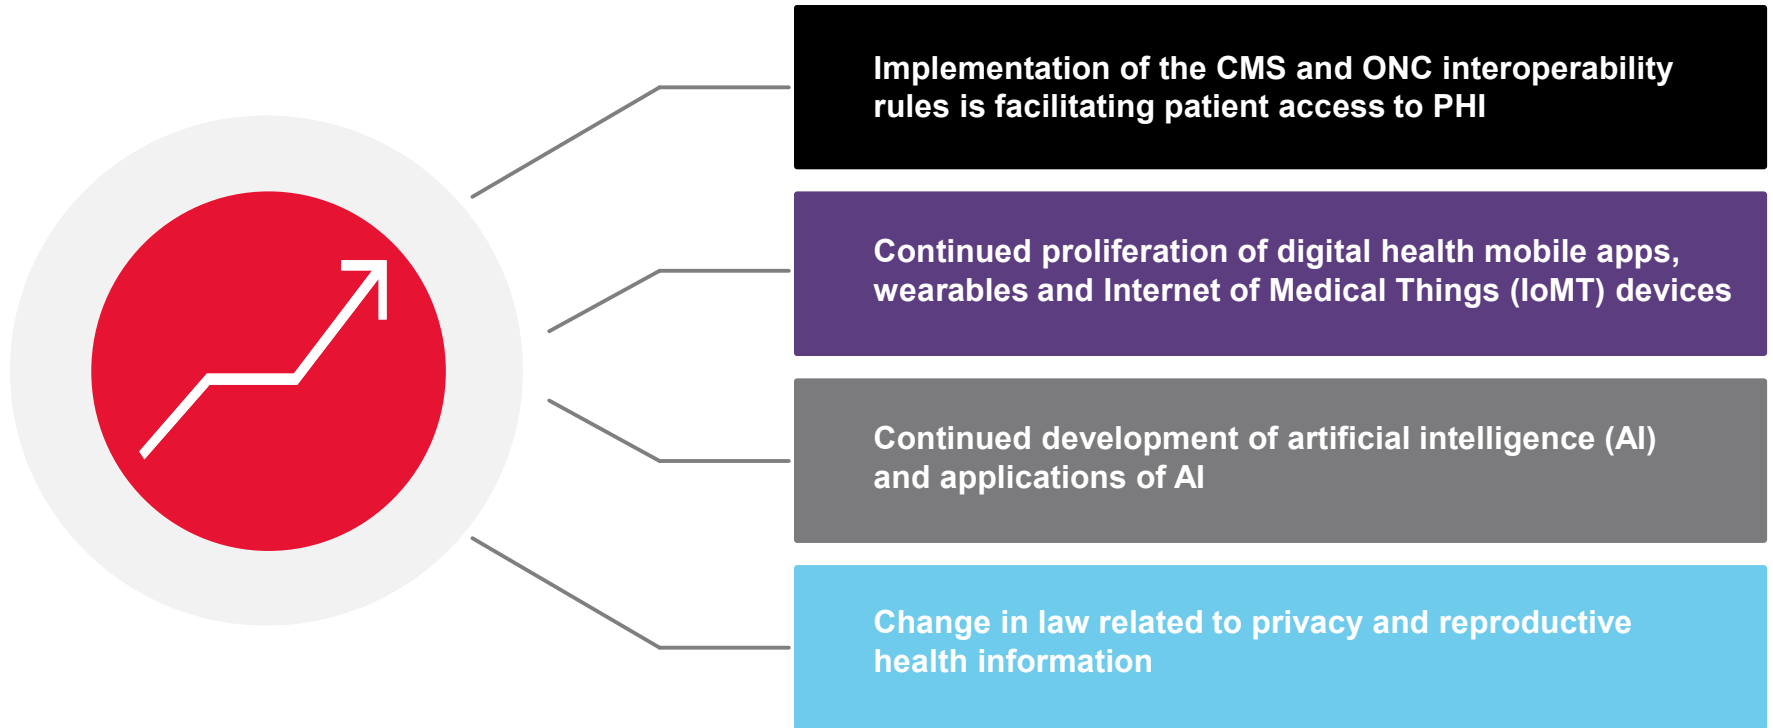 Implementation of the CMS and ONC interoperability
rules is facilitating patient access to PHI
Continued proliferation of digital health mobile apps,
wearables and Internet of Medical Things (IoMT) devices
Continued development of artificial intelligence (AI)
and applications of AI
Change in law related to privacy and reproductive
health information